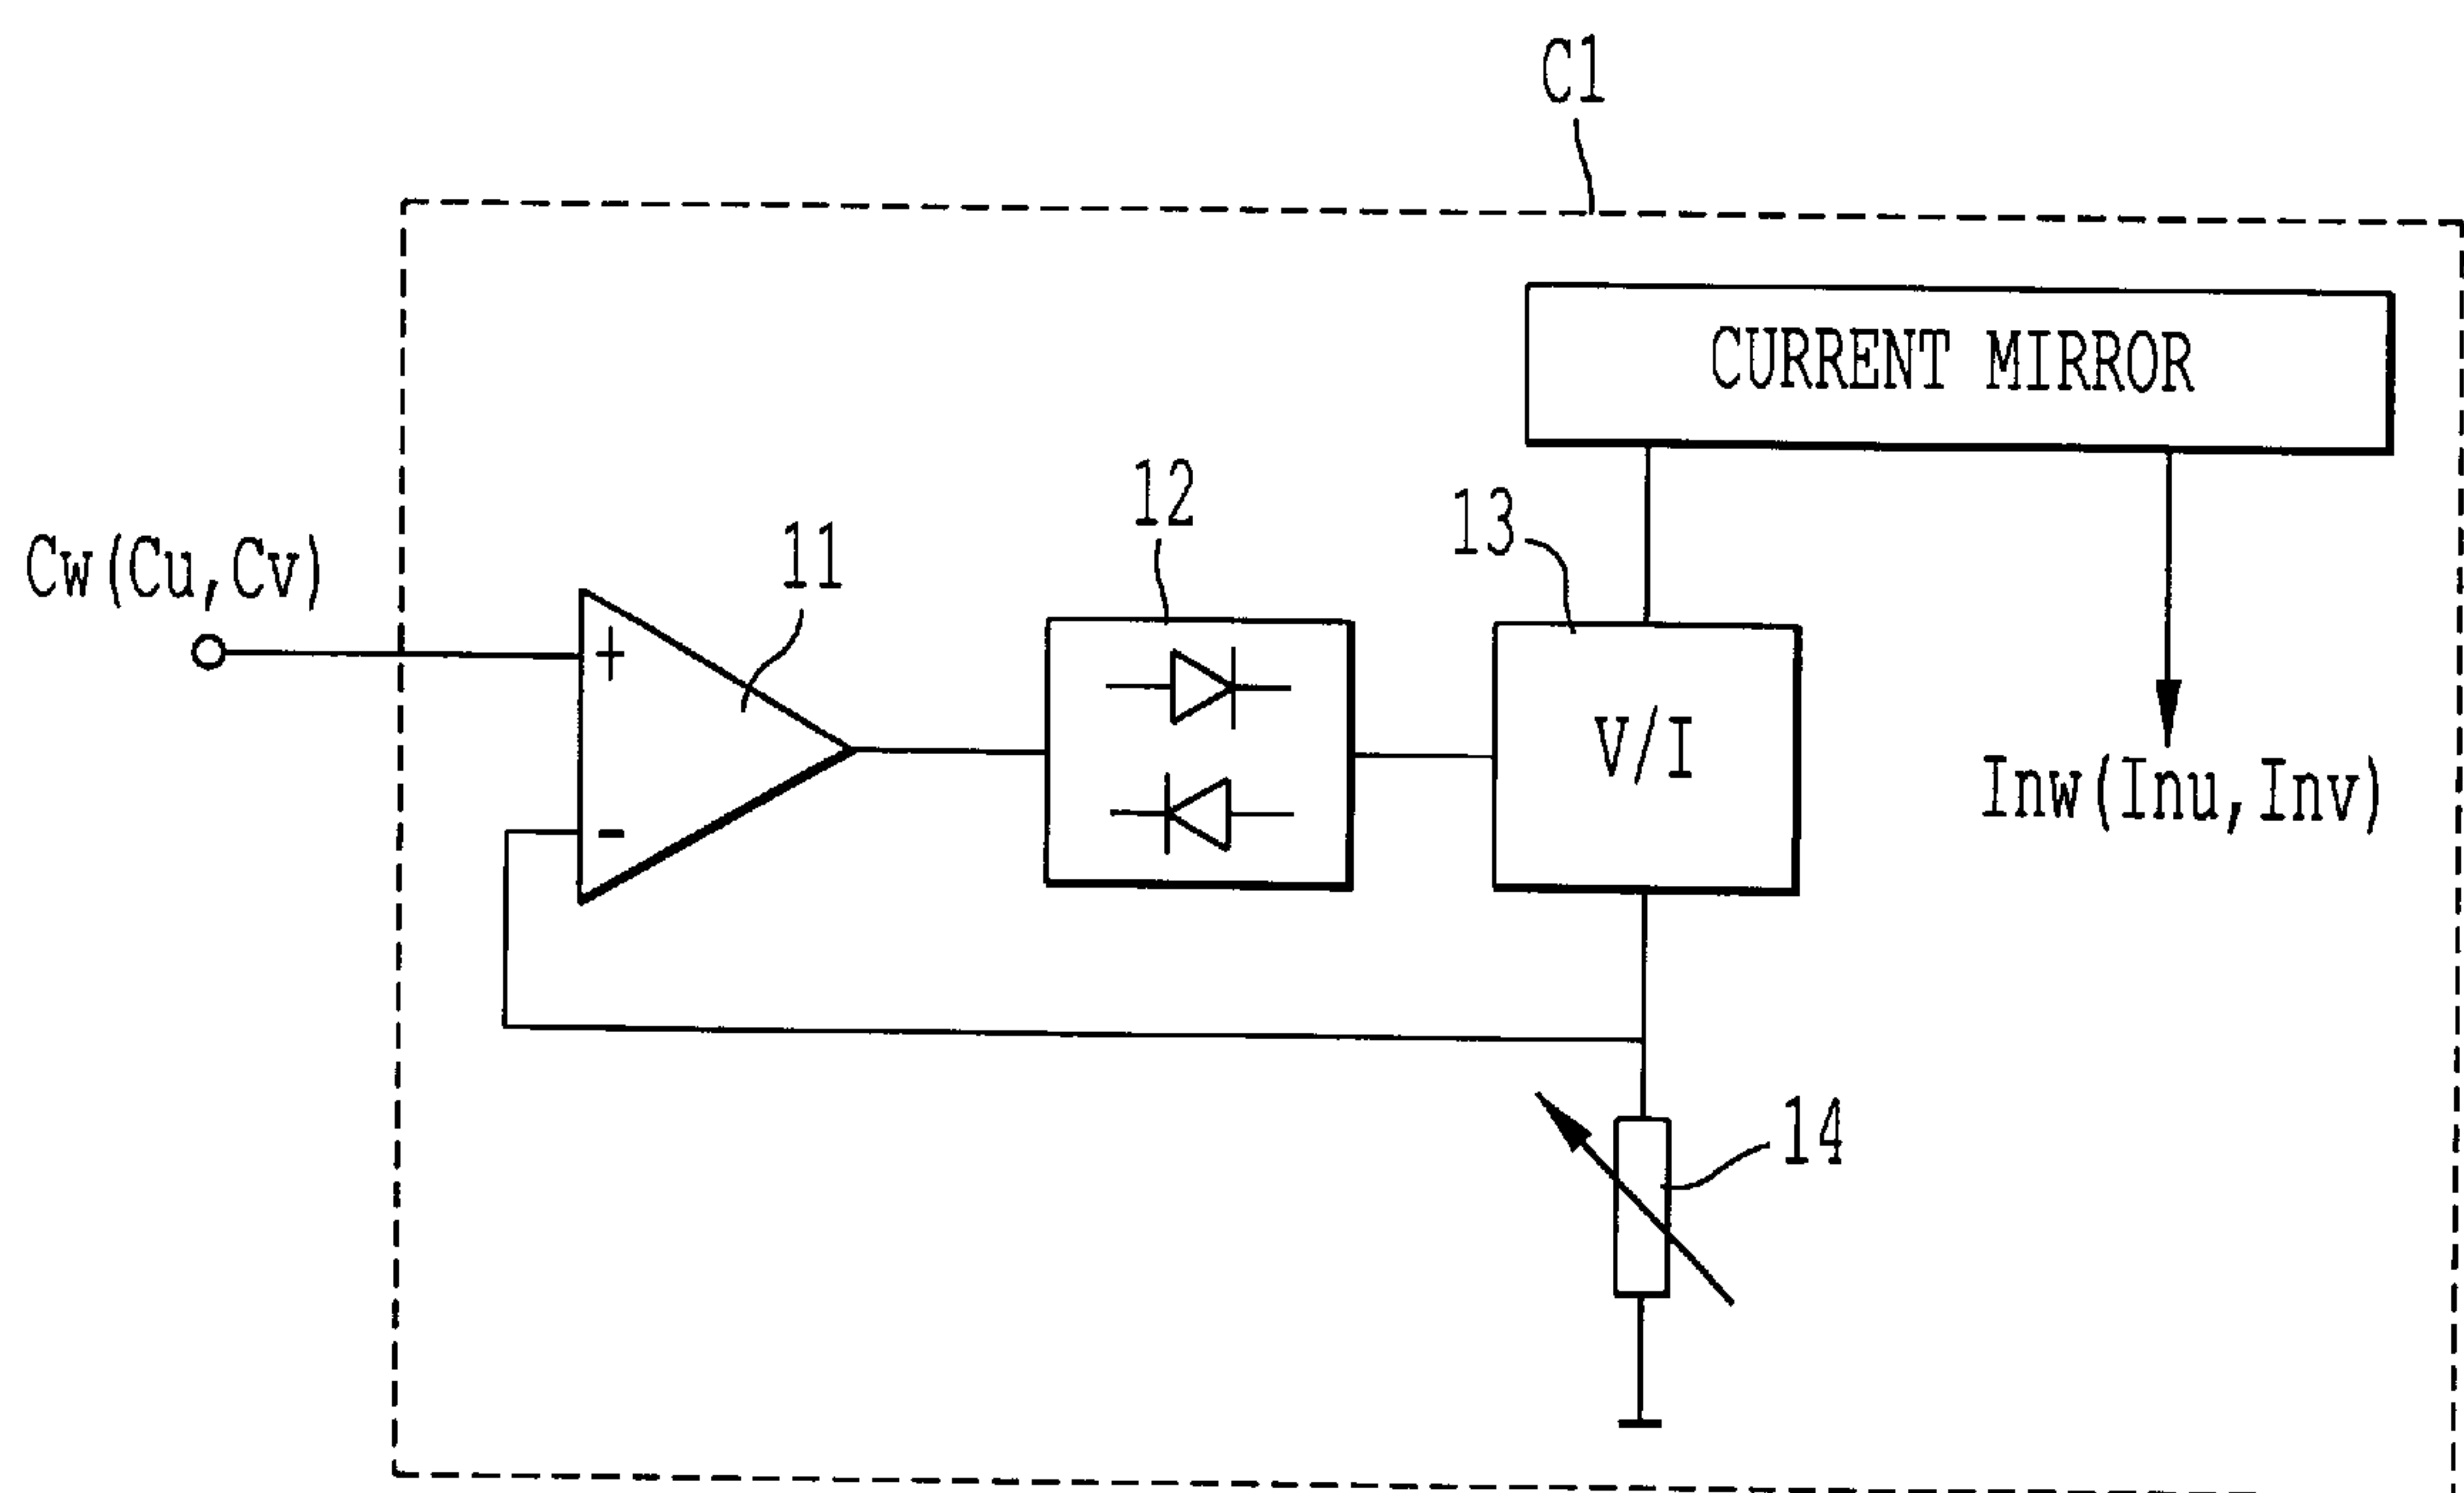 C1
CURRENT MIRROR
12
13
11
Cw(Cu,Cv)
+
V/I
Inw(Inu,Inv)
-
14